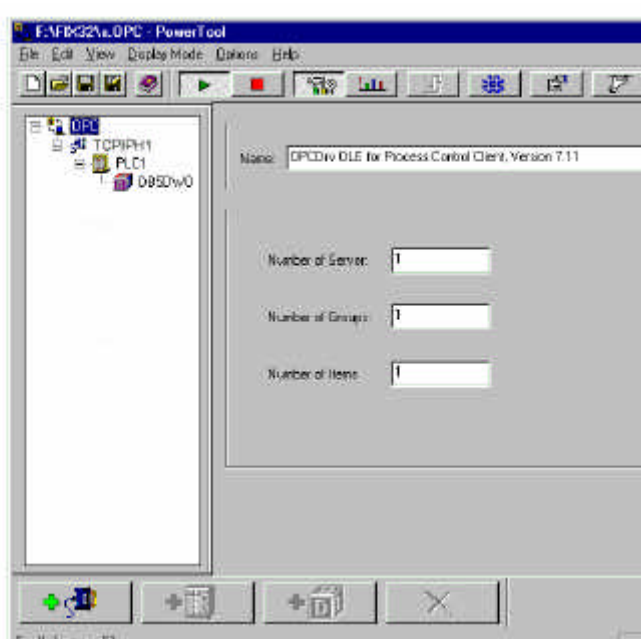 F:\FIX32\a.OPC - PowerTool
File Edit View Display Mode Options Help
OPC
TCPIPH1
PLC1
DB5DW0
Name: OPCDrv OLE for Process Control Client, Version 7.11
Number of Server: 1
Number of Groups: 1
Number of Items 1